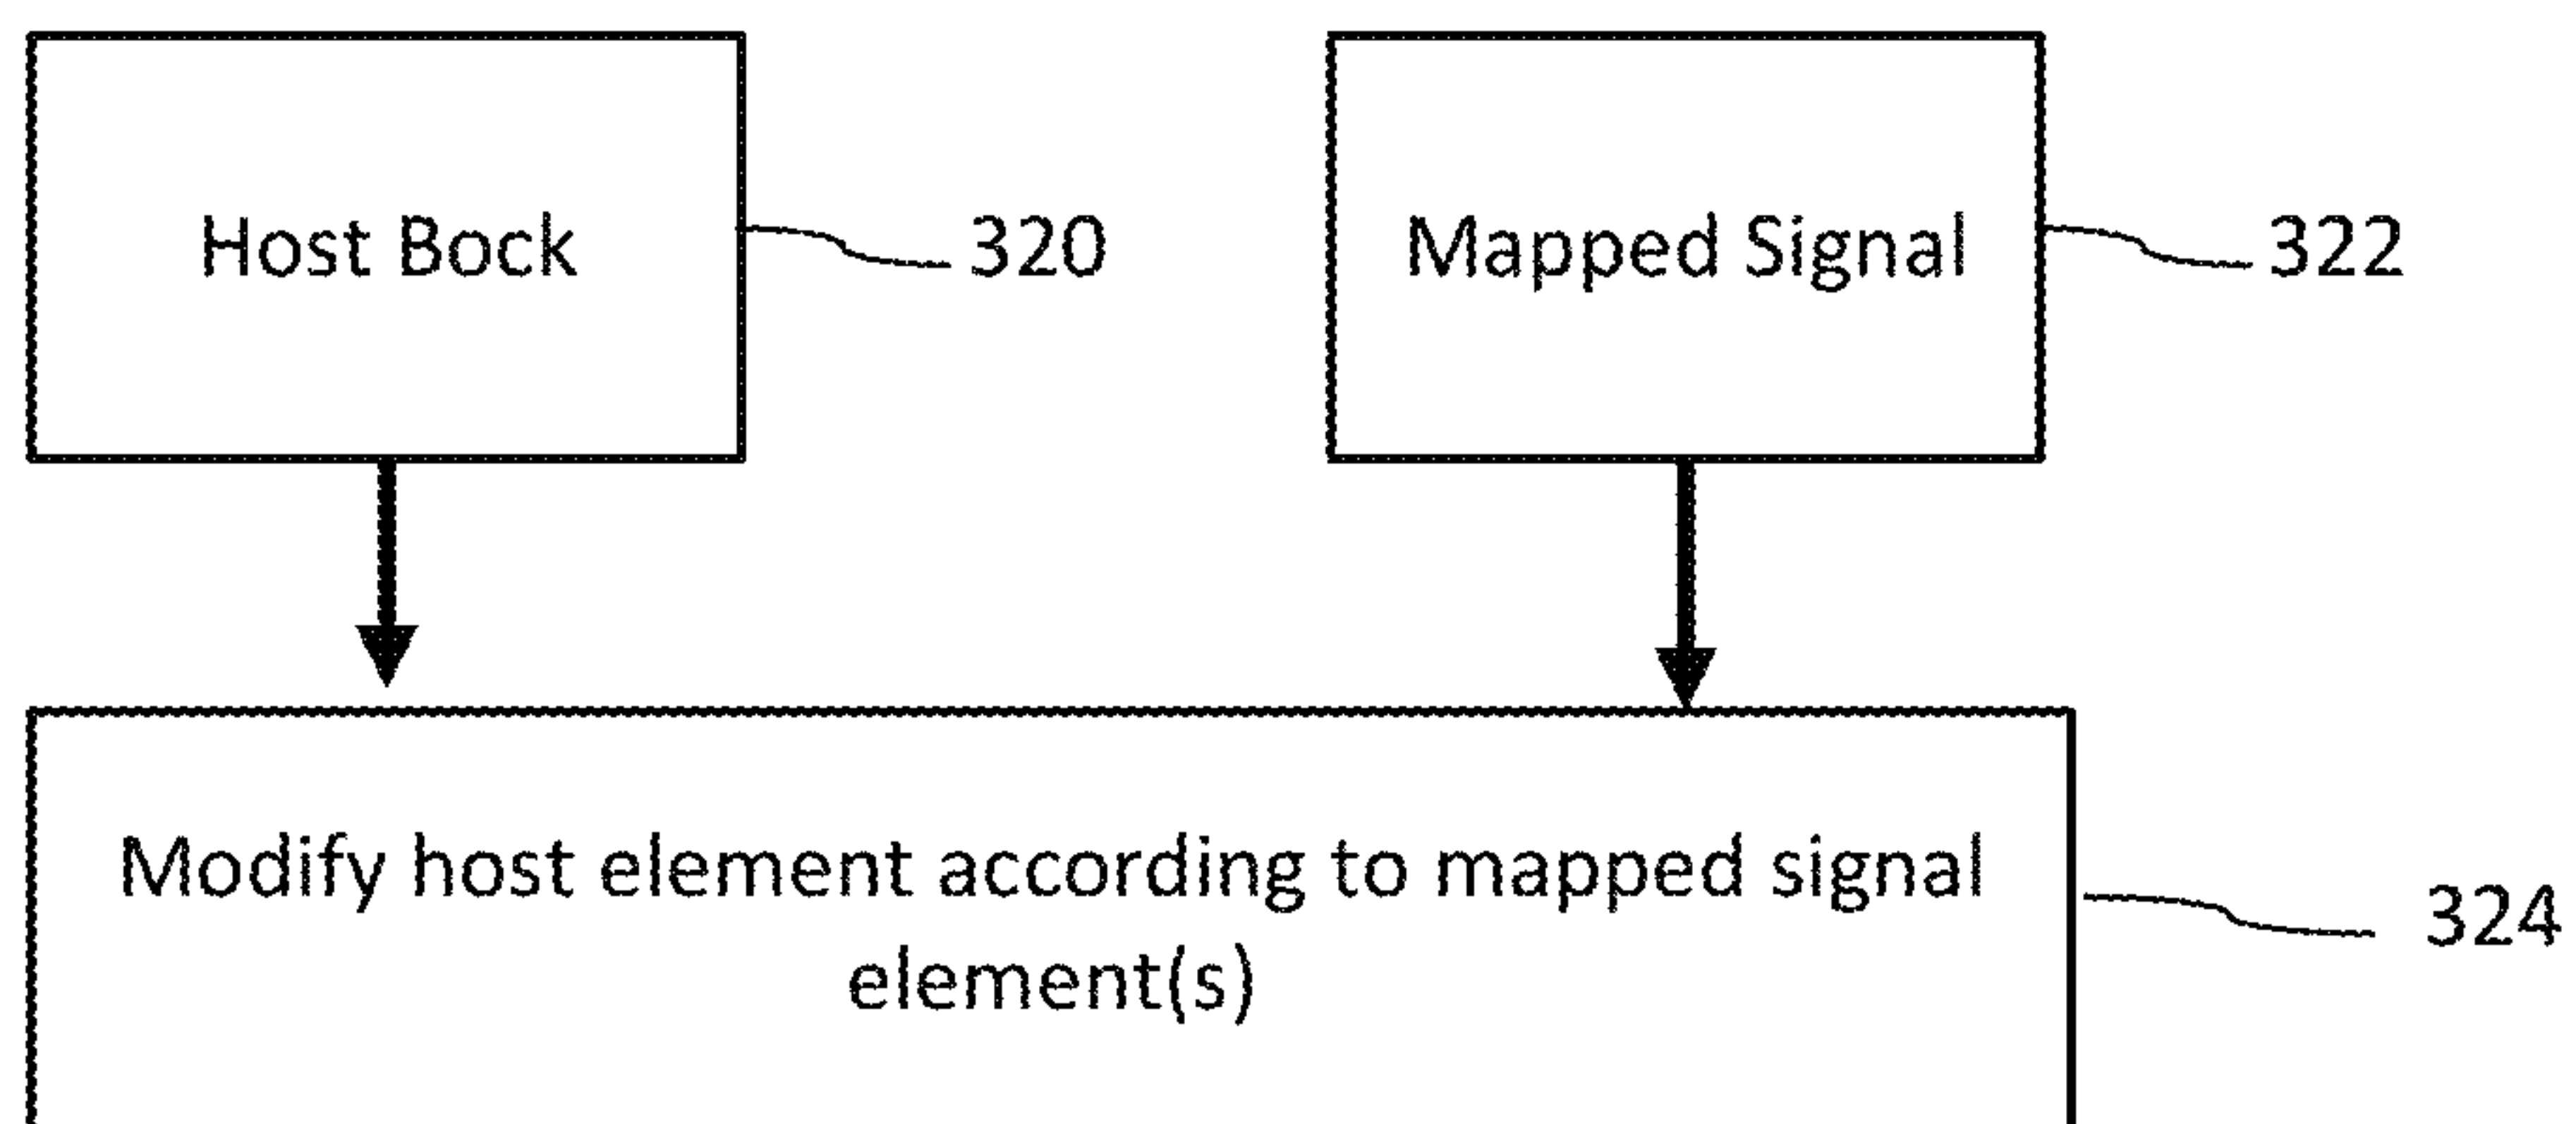 Host Bock
320
Mapped Signal
322
Modify host element according to mapped signal
element(s)
324